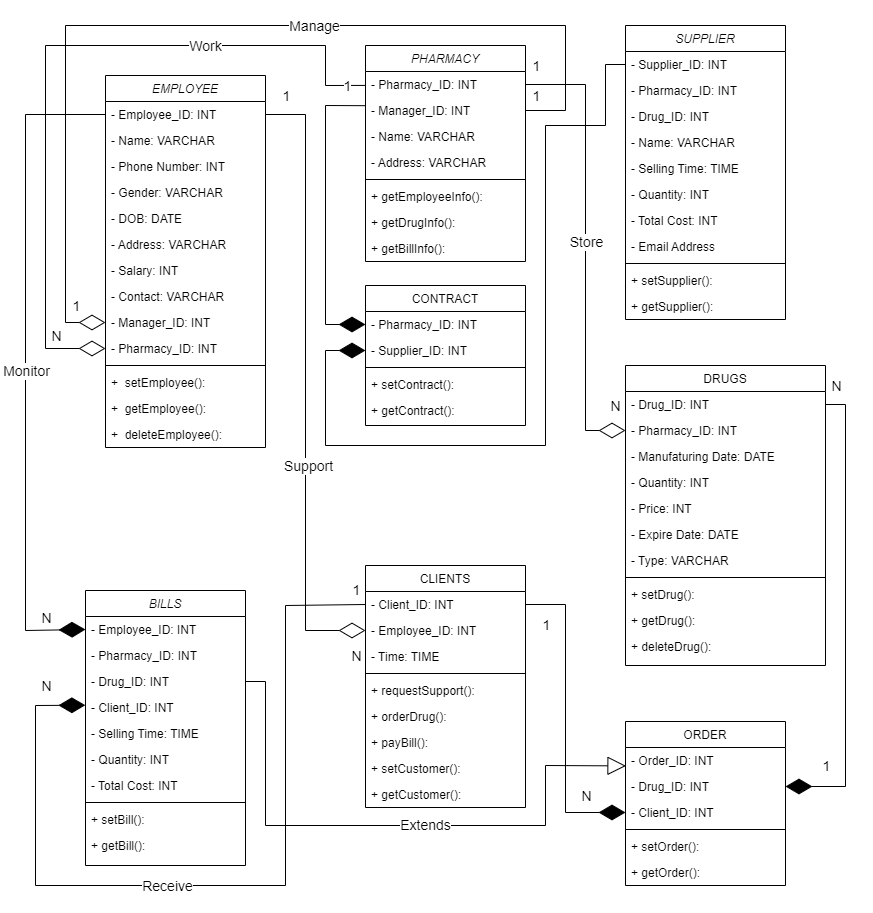 Manage
Work
EMPLOYEE
- Employee_ID: INT
- Name: VARCHAR
- Phone Number: INT
- Gender: VARCHAR
- DOB: DATE
- Address: VARCHAR
- Salary: INT
- Contact: VARCHAR
- Manager_ID: INT
- Pharmacy_ID: INT
+ setEmployee():
+ getEmployee():
+ deleteEmployee():
1
1
N
Monitor
PHARMACY
- Pharmacy_ID: INT
- Manager_ID: INT
- Name: VARCHAR
- Address: VARCHAR
+ getEmployeeInfo():
+ getDrugInfo():
+ getBillInfo():
1
1
1
Store
SUPPLIER
- Supplier_ID: INT
- Pharmacy_ID: INT
- Drug_ID: INT
- Name: VARCHAR
- Selling Time: TIME
- Quantity: INT
- Total Cost: INT
- Email Address
+ setSupplier():
+ getSupplier():
CONTRACT
- Pharmacy_ID: INT
- Supplier_ID: INT
+ setContract():
+ getContract():
Support
N
N
DRUGS
- Drug_ID: INT
- Pharmacy_ID: INT
- Manufaturing Date: DATE
- Quantity: INT
- Price: INT
- Expire Date: DATE
- Type: VARCHAR
+ setDrug():
+ getDrug():
+ deleteDrug():
N
N
BILLS
- Employee_ID: INT
- Pharmacy_ID: INT
- Drug_ID: INT
- Client_ID: INT
- Selling Time: TIME
- Quantity: INT
- Total Cost: INT
+ setBill():
+ getBill():
1
N
1
CLIENTS
- Client_ID: INT
- Employee_ID: INT
- Time: TIME
+ requestSupport():
+ orderDrug():
+ payBill():
+ setCustomer():
+ getCustomer():
N
1
ORDER
- Order_ID: INT
- Drug_ID: INT
- Client_ID: INT
+ setOrder():
+ getOrder():
Extends
Receive